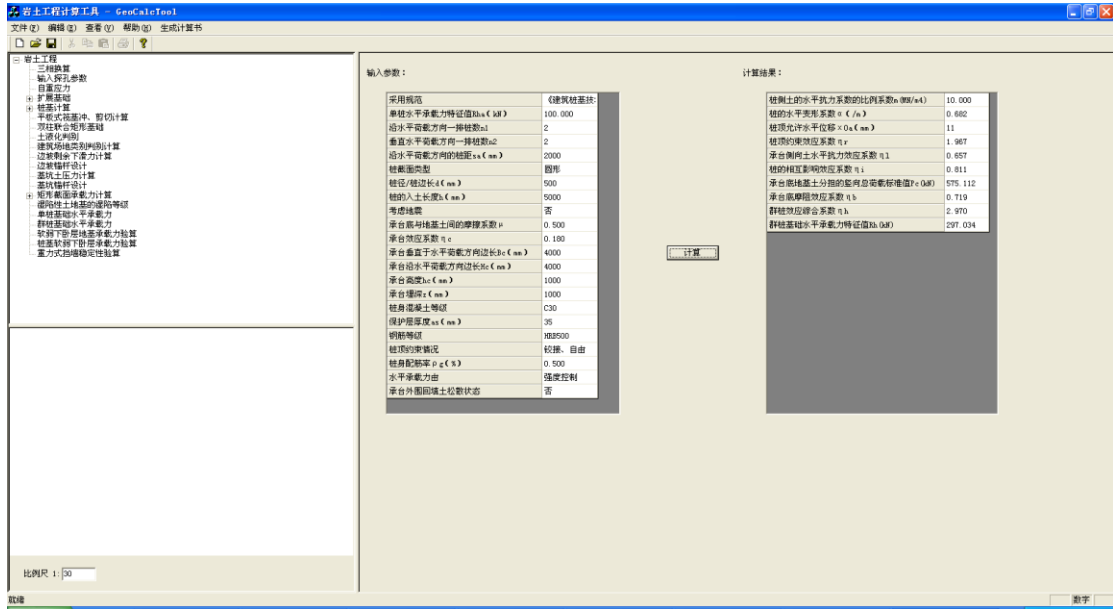 岩土工程计算工具 - GeoCalcTool
文件(F) 编辑(E) 查看(V) 帮助(H) 生成计算书
岩土工程
三相换算
输入探孔参数
自重应力
扩展基础
桩基计算
平板式筏基冲、剪切计算
双柱联合矩形基础
土液化判别
建筑场地类别判别计算
边坡剩余下滑力计算
边坡锚杆设计
基坑土压力计算
基坑锚杆设计
矩形截面承载力计算
湿陷性土地基的湿陷等级
单桩基础水平承载力
群桩基础水平承载力
软弱下卧层地基承载力验算
桩基软弱下卧层承载力验算
重力式挡墙稳定性验算
比例尺 1: 30
就绪
输入参数：
采用规范 《建筑桩基技:
单桩水平承载力特征值Rha( kN ) 100.000
沿水平荷载方向一排桩数n1 2
垂直水平荷载方向一排桩数n2 2
沿水平荷载方向的桩距sa( mm ) 2000
桩截面类型 圆形
桩径/桩边长d( mm ) 500
桩的入土长度h( mm ) 5000
考虑地震 否
承台底与地基土间的摩擦系数μ 0.500
承台效应系数ηc 0.180
承台垂直于水平荷载方向边长Bc( mm ) 4000
承台沿水平荷载方向边长Hc( mm ) 4000
承台高度hc( mm ) 1000
承台埋深z( mm ) 1000
桩身混凝土等级 C30
保护层厚度as( mm ) 35
钢筋等级 HRB500
桩顶约束情况 铰接、自由
桩身配筋率ρg( % ) 0.500
水平承载力由 强度控制
承台外围回填土松散状态 否
计算
计算结果：
桩侧土的水平抗力系数的比例系数m(MN/m4) 10.000
桩的水平变形系数α( /m ) 0.682
桩顶允许水平位移×Oa( mm ) 11
桩顶约束效应系数ηr 1.967
承台侧向土水平抗力效应系数ηl 0.657
桩的相互影响效应系数ηi 0.811
承台底地基土分担的竖向总荷载标准值Pc(kN) 575.112
承台底摩阻效应系数ηb 0.719
群桩效应综合系数ηh 2.970
群桩基础水平承载力特征值Rh(kN) 297.034
数字